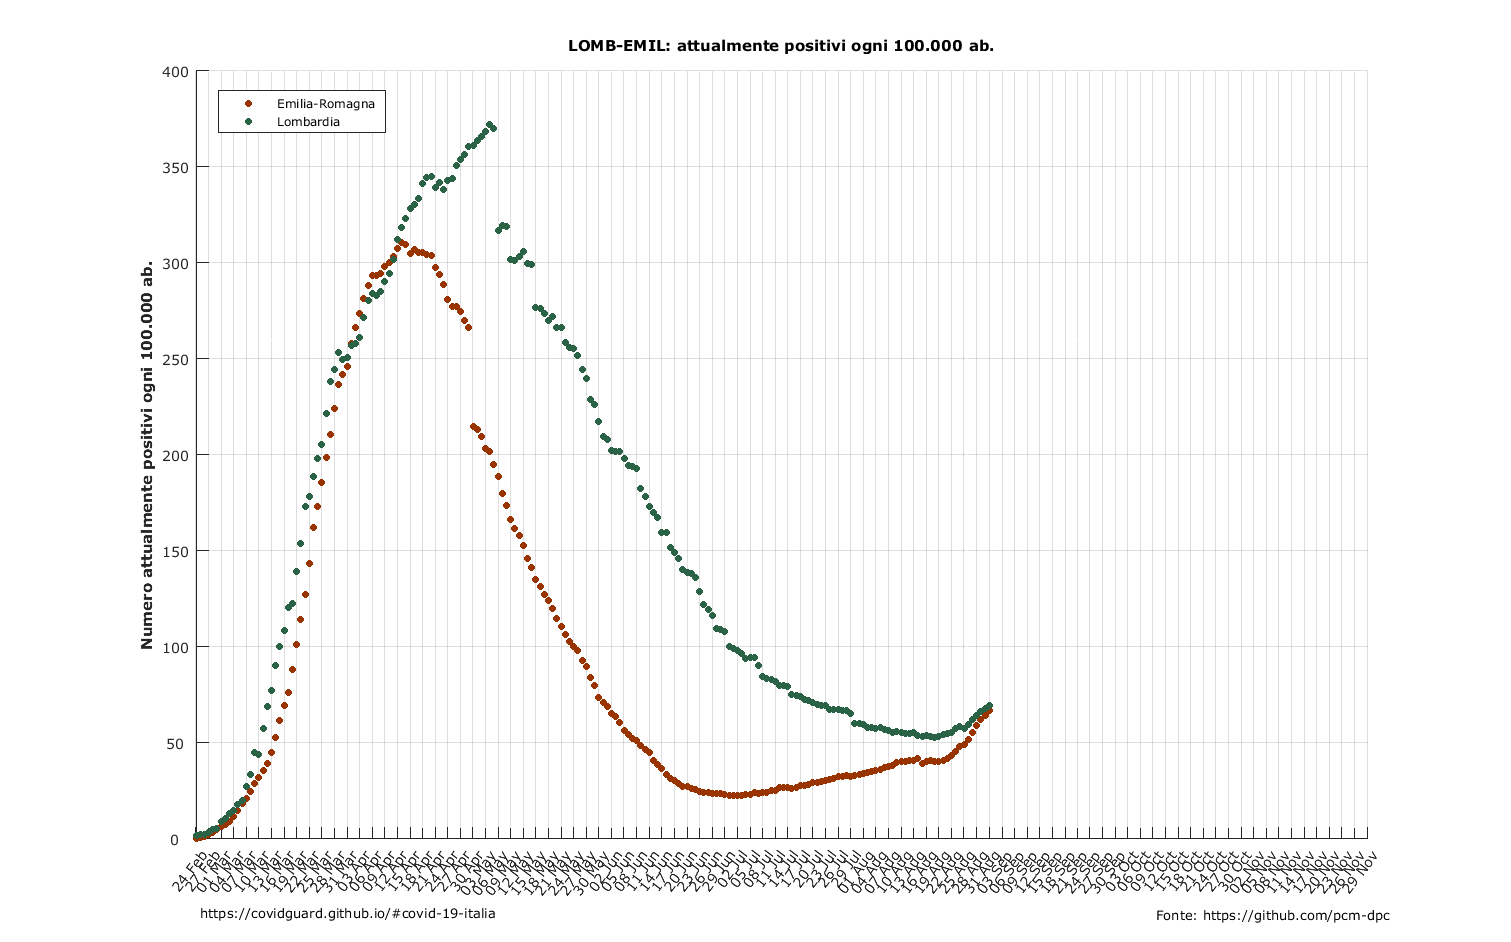 LOMB-EMIL: attualmente positivi ogni 100.000 ab.
Emilia-Romagna
Lombardia
Numero attualmente positivi ogni 100.000 ab.
400
350
300
250
200
150
100
50
0
24 Feb
27 Feb
01 Mar
04 Mar
07 Mar
10 Mar
13 Mar
16 Mar
19 Mar
22 Mar
25 Mar
28 Mar
31 Mar
03 Apr
06 Apr
09 Apr
12 Apr
15 Apr
18 Apr
21 Apr
24 Apr
27 Apr
30 Apr
03 May
06 May
09 May
12 May
15 May
18 May
21 May
24 May
27 May
30 May
02 Jun
05 Jun
08 Jun
11 Jun
14 Jun
17 Jun
20 Jun
23 Jun
26 Jun
29 Jun
02 Jul
05 Jul
08 Jul
11 Jul
14 Jul
17 Jul
20 Jul
23 Jul
26 Jul
29 Jul
01 Aug
04 Aug
07 Aug
10 Aug
13 Aug
16 Aug
19 Aug
22 Aug
25 Aug
28 Aug
31 Aug
03 Sep
06 Sep
09 Sep
12 Sep
15 Sep
18 Sep
21 Sep
24 Sep
27 Sep
30 Sep
03 Oct
06 Oct
09 Oct
12 Oct
15 Oct
18 Oct
21 Oct
24 Oct
27 Oct
30 Oct
02 Nov
05 Nov
08 Nov
11 Nov
14 Nov
17 Nov
20 Nov
23 Nov
26 Nov
29 Nov
https://covidguard.github.io/#covid-19-italia
Fonte: https://github.com/pcm-dpc